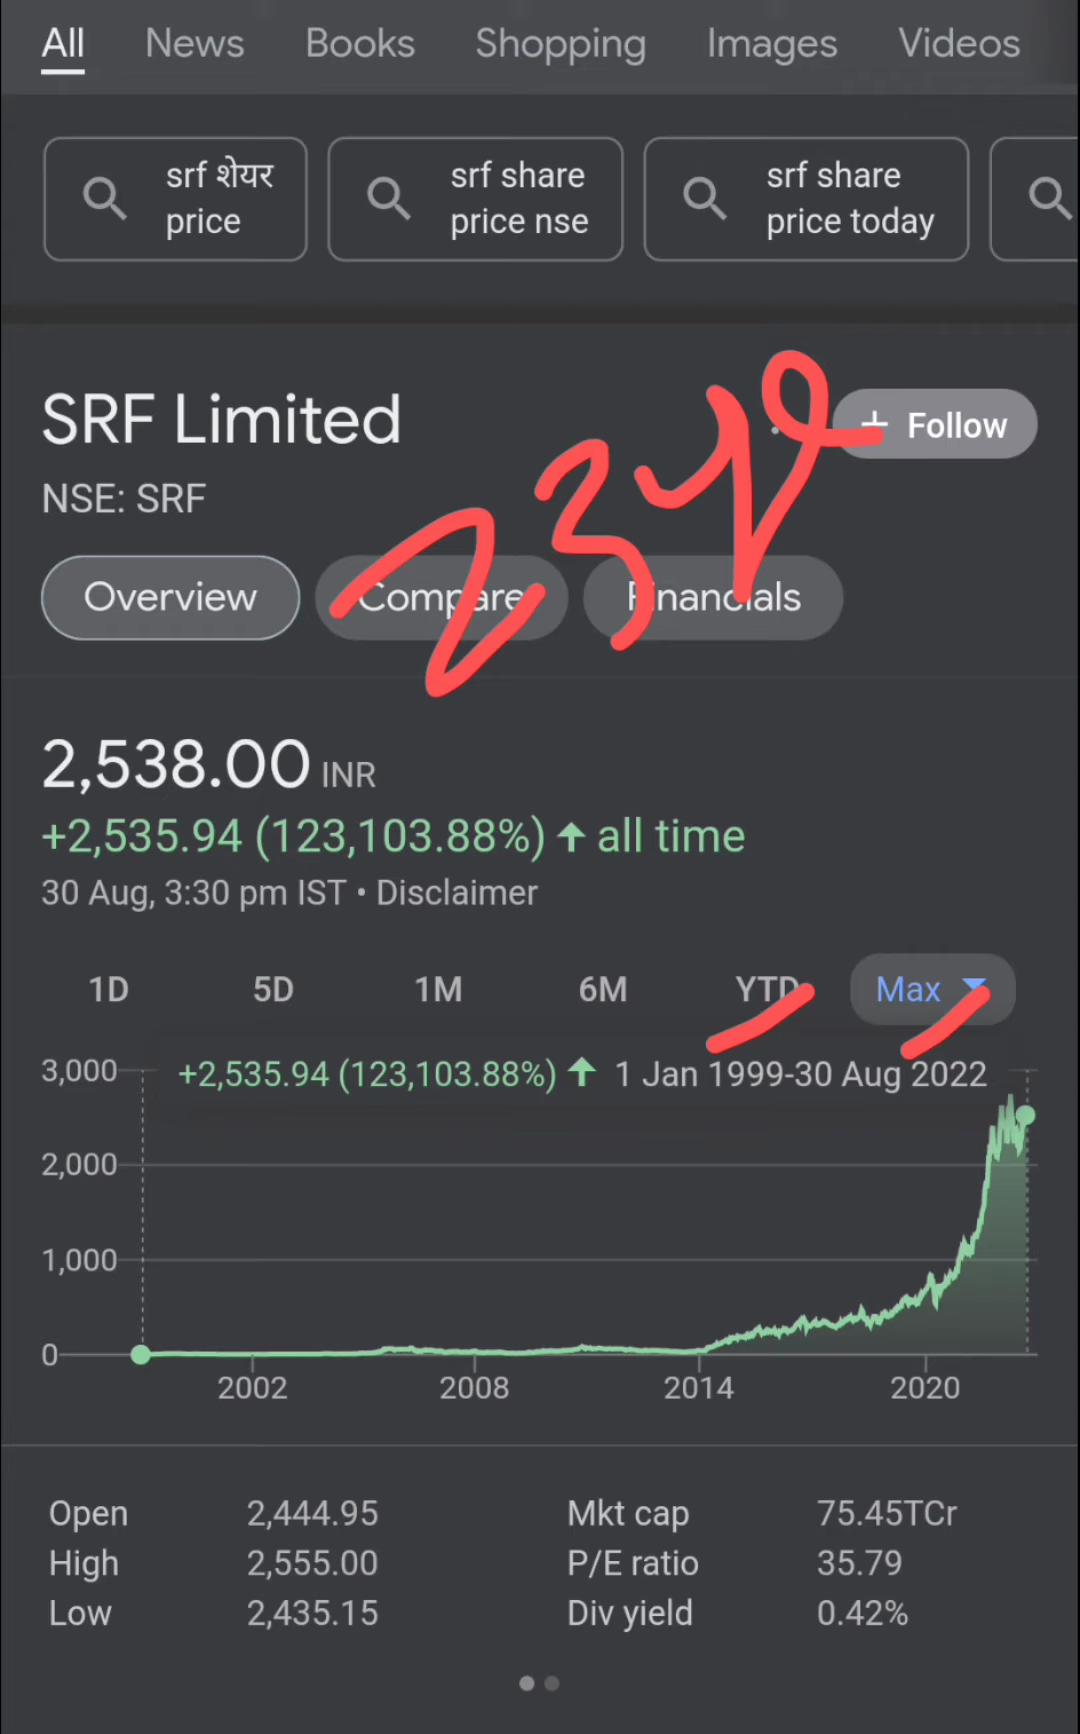 All News Books Shopping Images Videos
srf शेयर price
srf share price nse
srf share price today
SRF Limited
+ Follow
NSE: SRF
23y
Overview Compare Financials
2,538.00 INR
+2,535.94 (123,103.88%) ↑ all time
30 Aug, 3:30 pm IST • Disclaimer
1D 5D 1M 6M YTD Max
+2,535.94 (123,103.88%) ↑ 1 Jan 1999-30 Aug 2022
3,000
2,000
1,000
0
2002 2008 2014 2020
Open 2,444.95 Mkt cap 75.45TCr
High 2,555.00 P/E ratio 35.79
Low 2,435.15 Div yield 0.42%